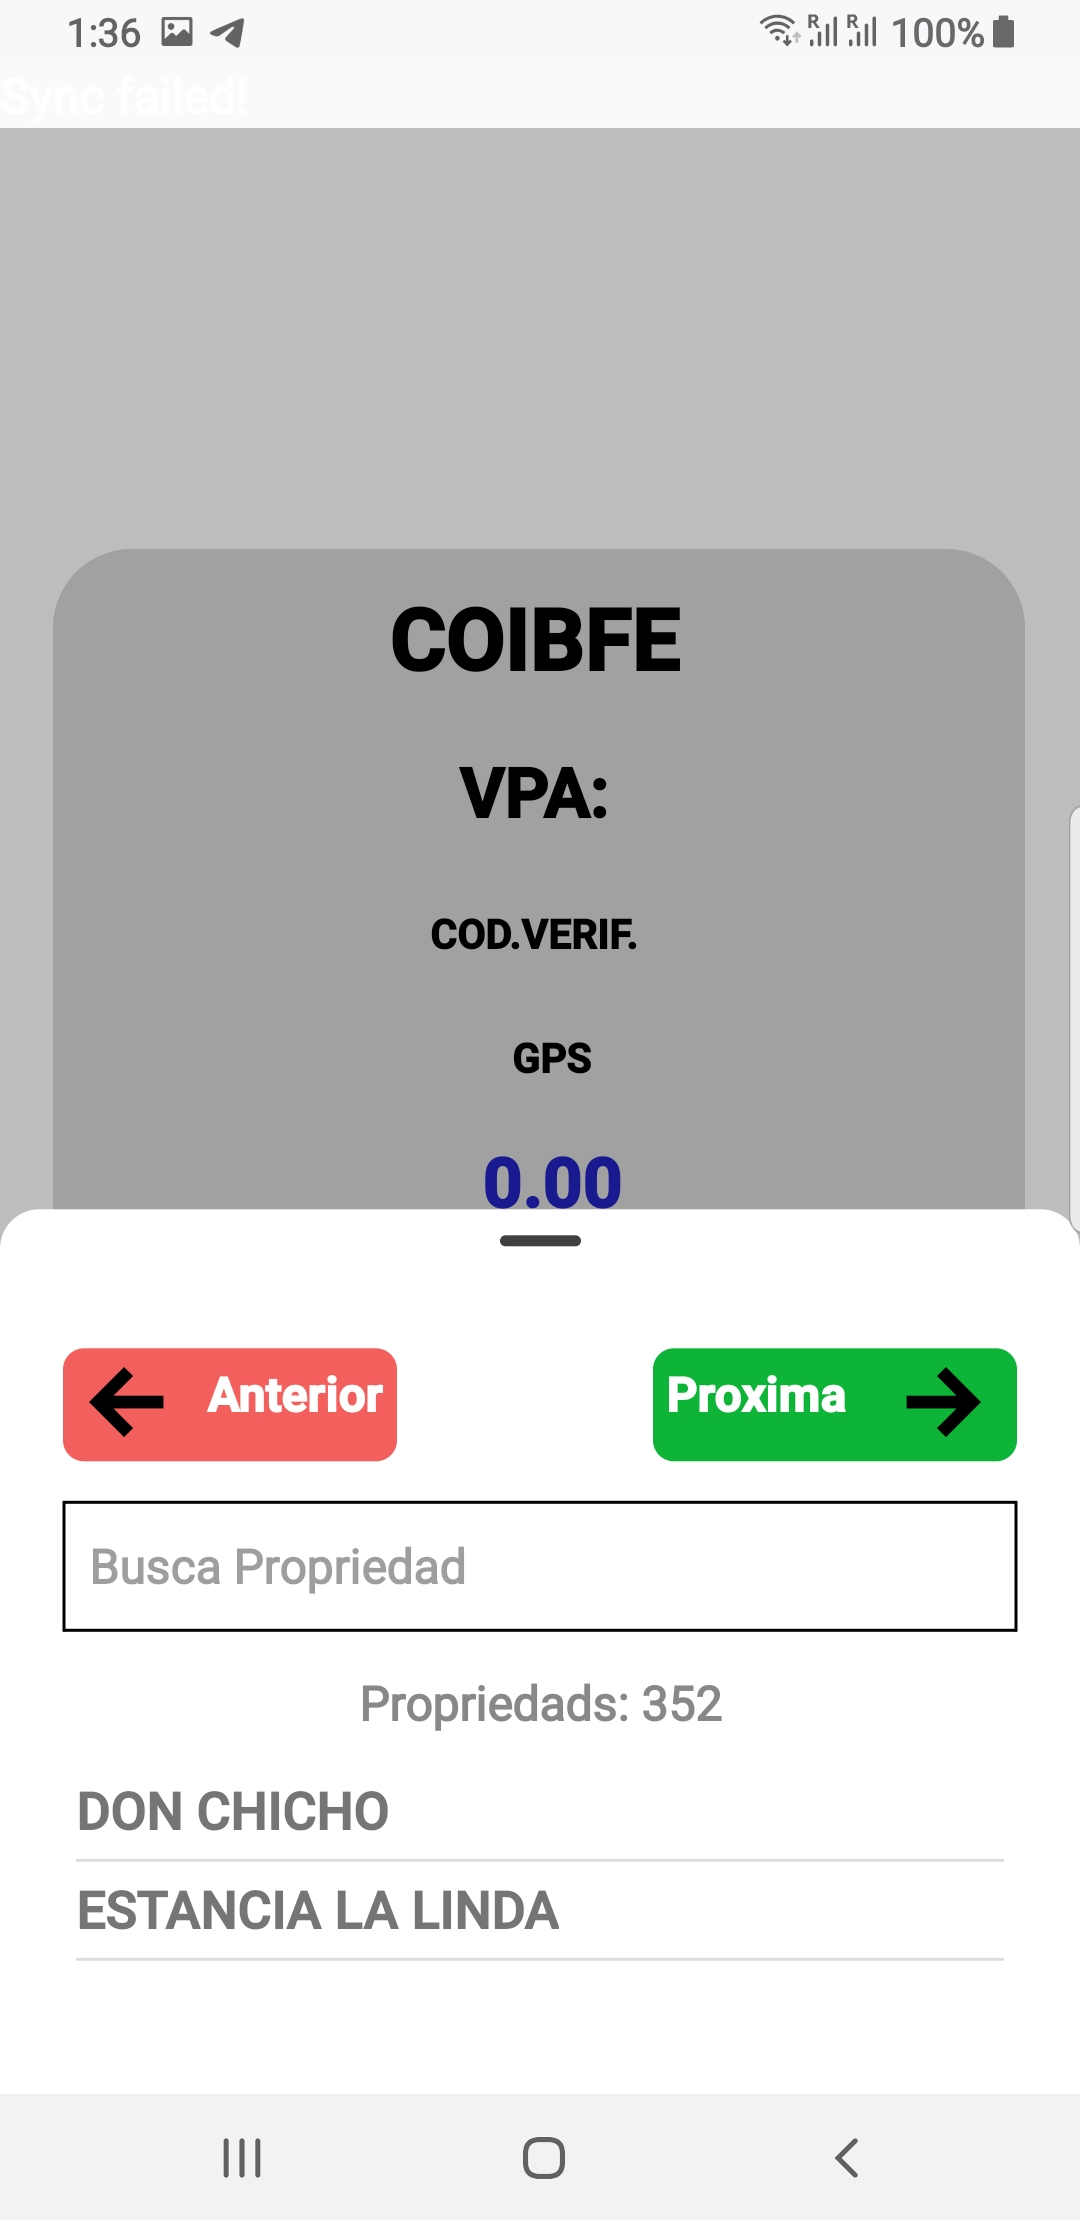 1:36 R R 100%
Sync failed!
COIBFE
VPA:
COD.VERIF.
GPS
0.00
Anterior Proxima
Busca Propriedad
Propriedads: 352
DON CHICHO
ESTANCIA LA LINDA